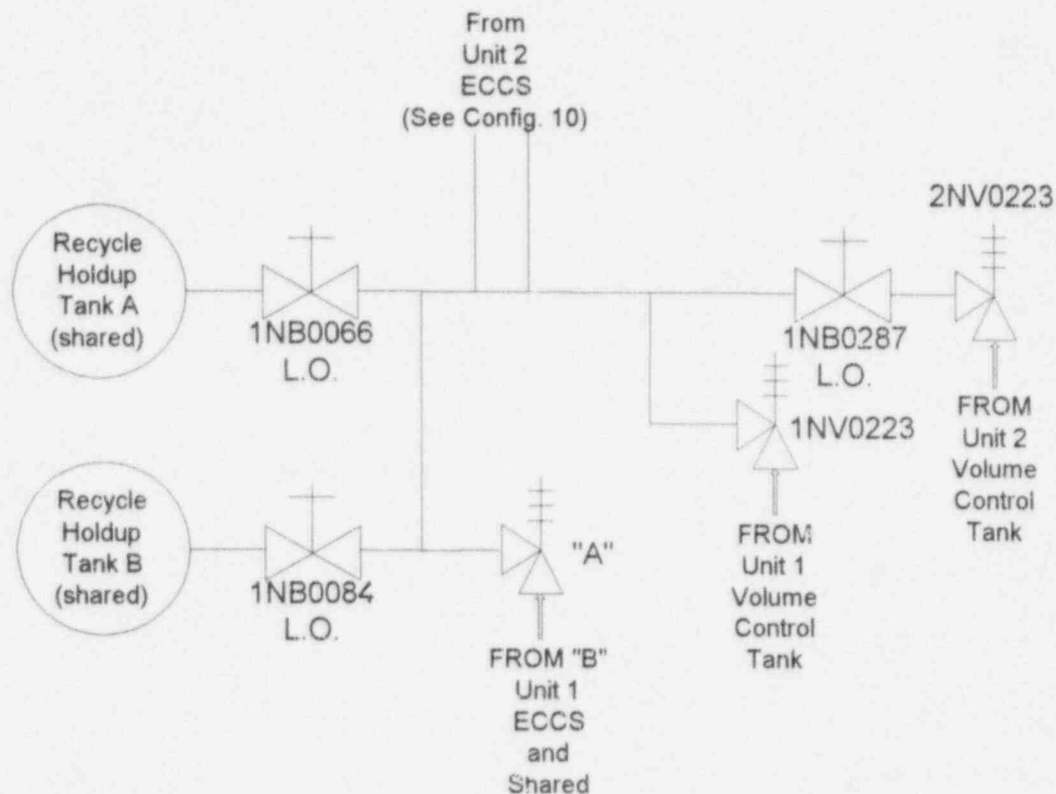 From
Unit 2
ECCS
(See Config. 10)
2NV0223
Recycle
Holdup
Tank A
(shared)
1NB0066
L.O.
1NB0287
L.O.
1NV0223
FROM
Unit 2
Volume
Control
Tank
Recycle
Holdup
Tank B
(shared)
1NB0084
L.O.
"A"
FROM
Unit 1
Volume
Control
Tank
FROM "B"
Unit 1
ECCS
and
Shared